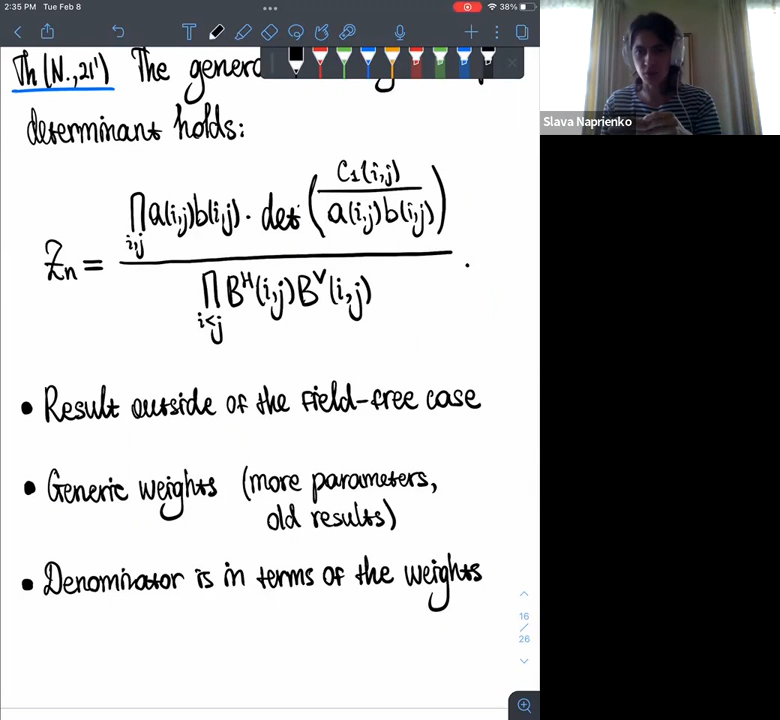 2:35 PM Tue Feb 8
38%
Th (N., 21') The genera
determinant holds:
Zn = ∏ i,j a(i,j)b(i,j) · det ( c₁(i,j) / a(i,j)b(i,j) ) / ∏ i<j Bᴴ(i,j)Bⱽ(i,j) .
• Result outside of the field-free case
• Generic weights (more parameters,
old results)
• Denominator is in terms of the weights
16
/
26
Slava Naprienko